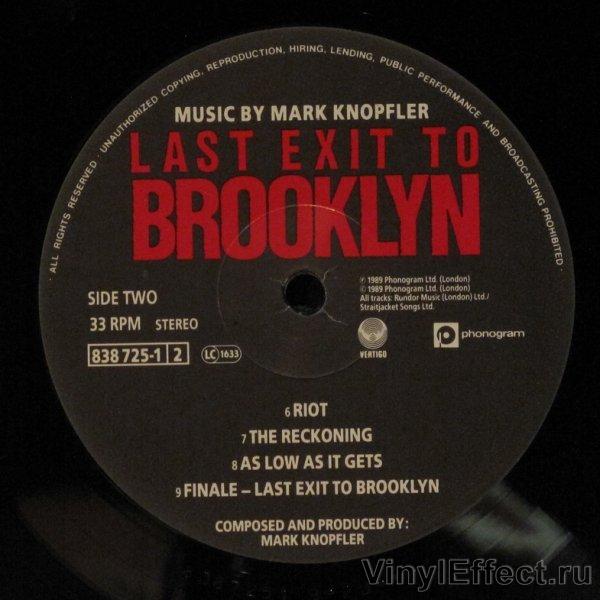 ALL RIGHTS RESERVED · UNAUTHORIZED COPYING, REPRODUCTION, HIRING, LENDING, PUBLIC PERFORMANCE AND BROADCASTING PROHIBITED ·
MUSIC BY MARK KNOPFLER
LAST EXIT TO
BROOKLYN
℗ 1989 Phonogram Ltd. (London)
© 1989 Phonogram Ltd. (London)
All tracks: Rondor Music (London) Ltd./
Straitjacket Songs Ltd.
SIDE TWO
33 RPM STEREO
838 725-1 2
LC 1633
VERTIGO
phonogram
6 RIOT
7 THE RECKONING
8 AS LOW AS IT GETS
9 FINALE – LAST EXIT TO BROOKLYN
COMPOSED AND PRODUCED BY:
MARK KNOPFLER
VinylEffect.ru